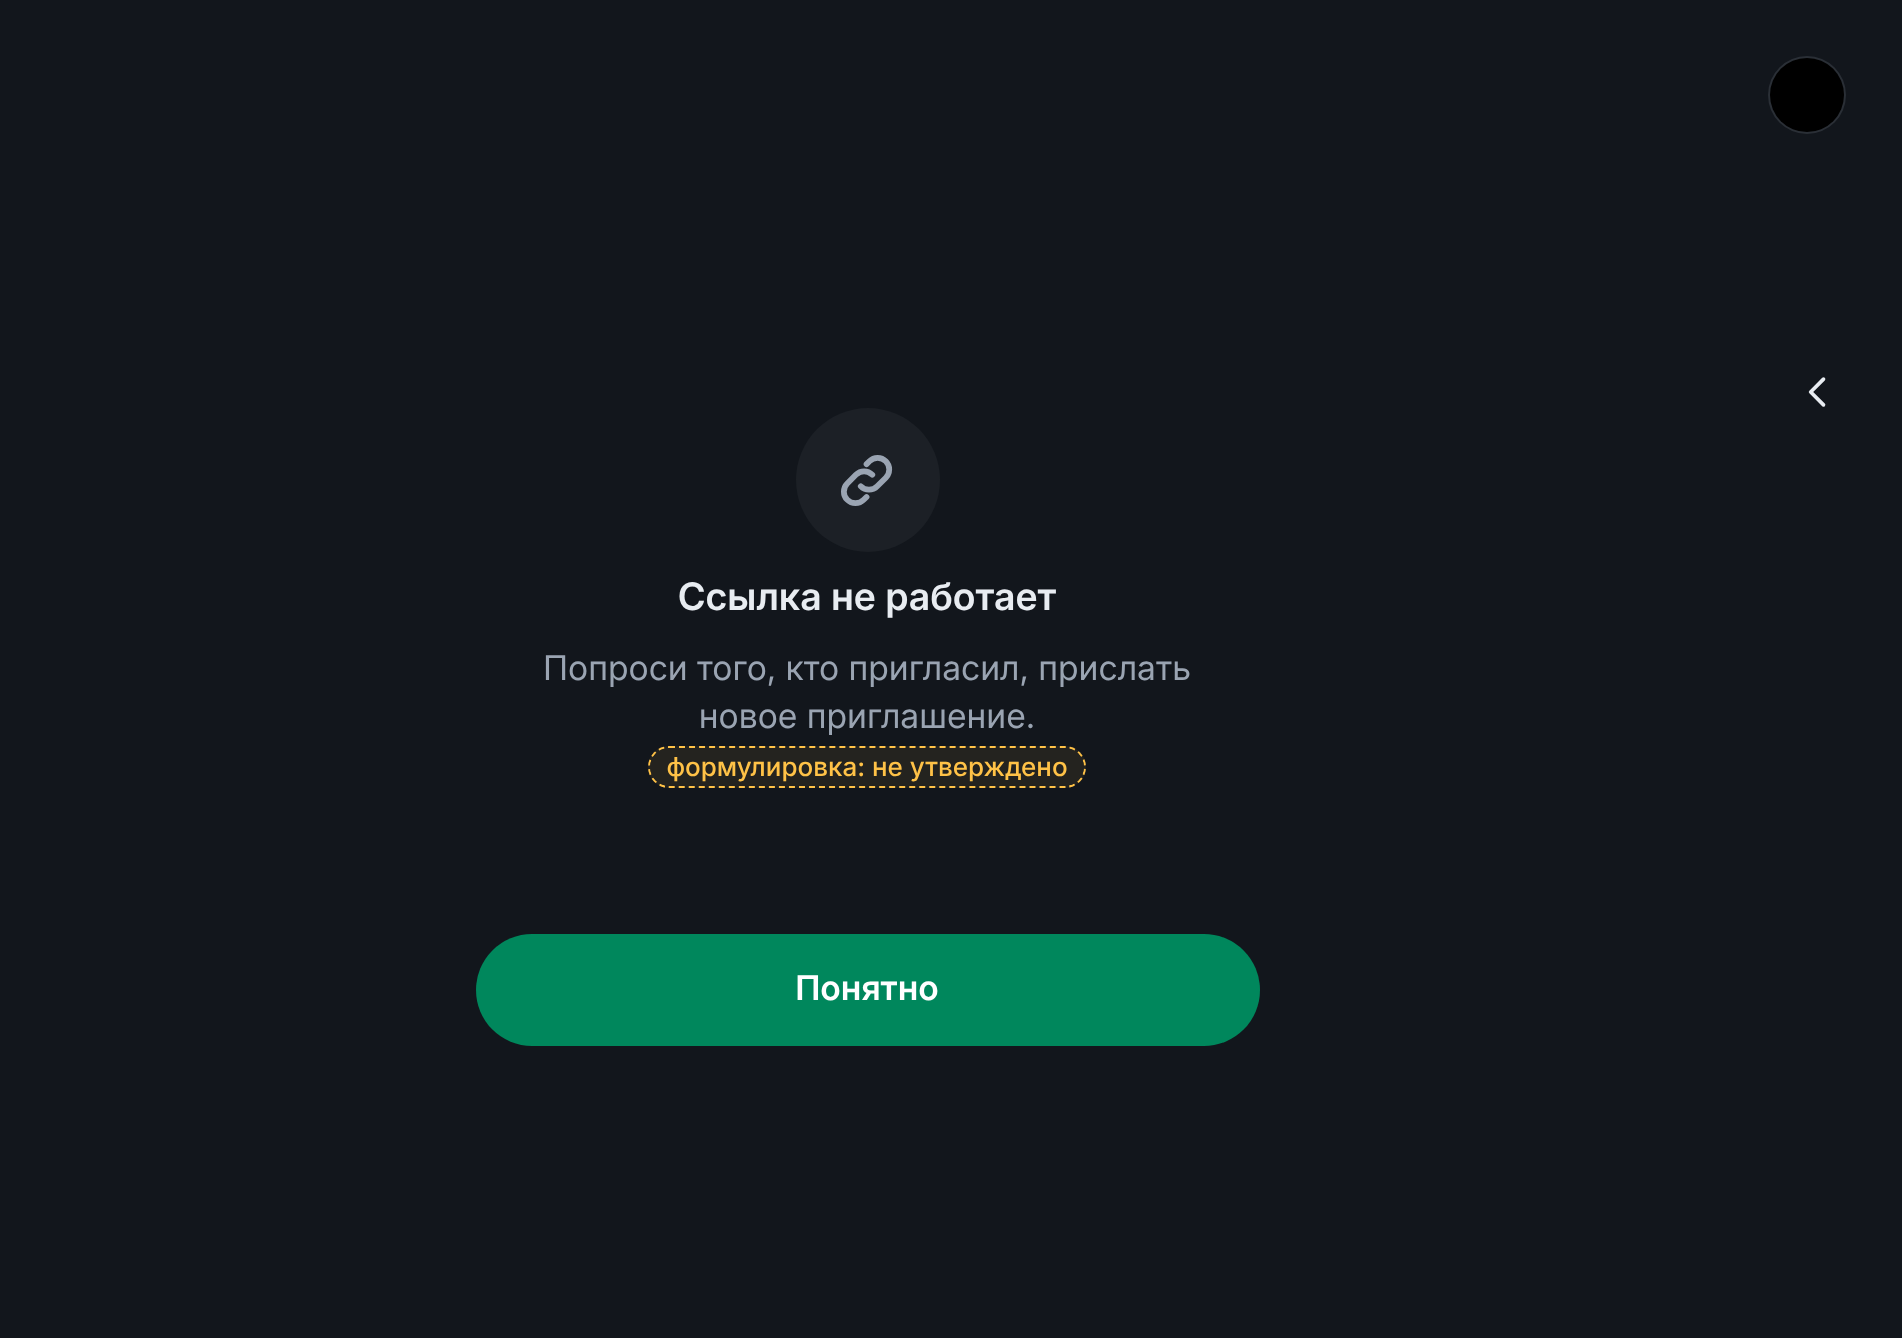 Ссылка не работает
Попроси того, кто пригласил, прислать
новое приглашение.
формулировка: не утверждено
Понятно